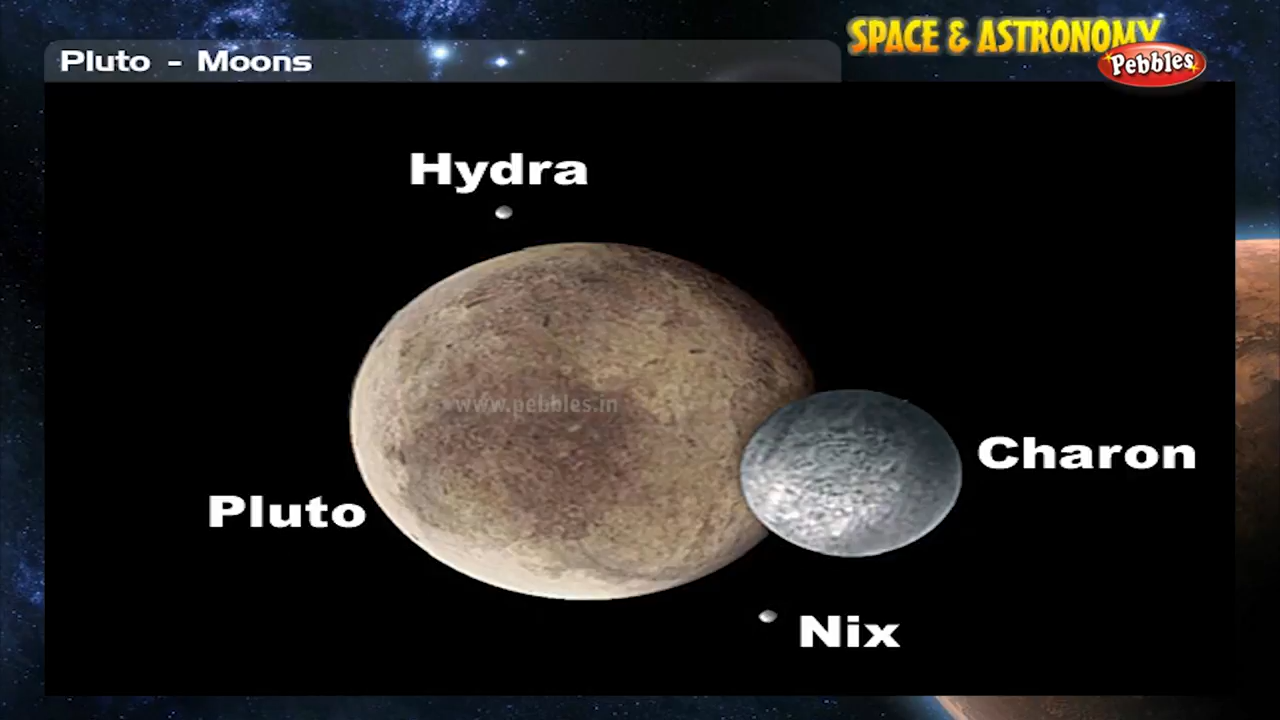 SPACE & ASTRONOMY
Pebbles
Pluto - Moons
Hydra
www.pebbles.in
Charon
Pluto
Nix